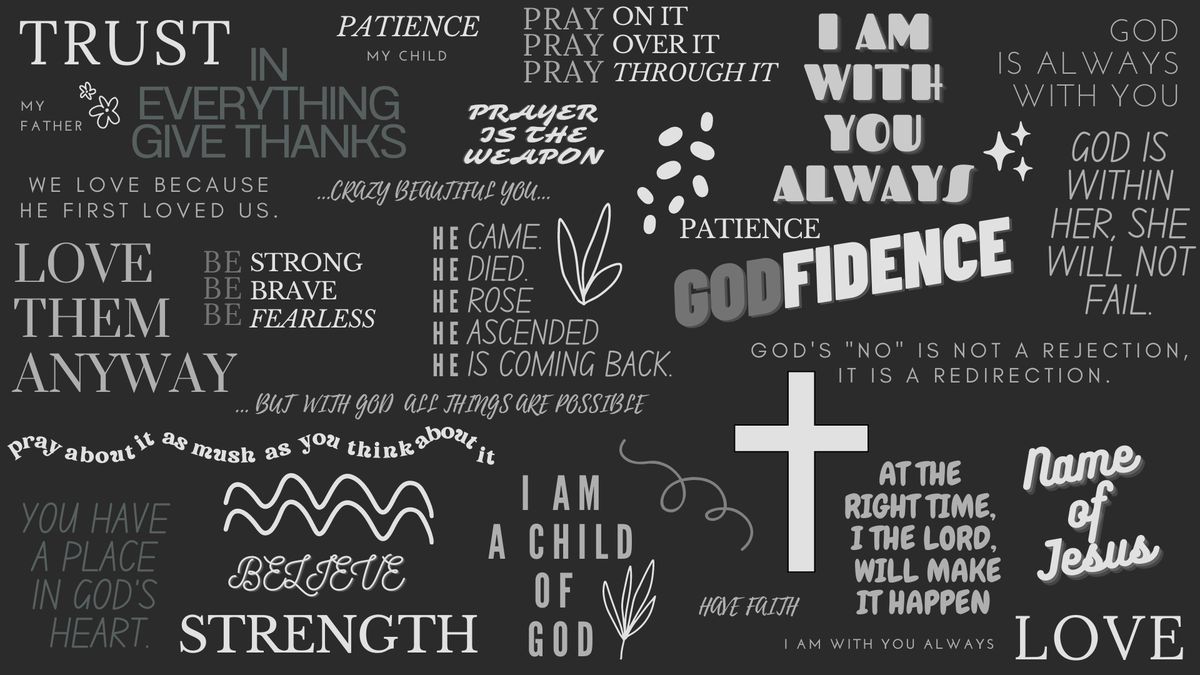 TRUST
MY
FATHER
IN
EVERYTHING
GIVE THANKS
PATIENCE
MY CHILD
PRAY ON IT
PRAY OVER IT
PRAY THROUGH IT
PRAYER
IS THE
WEAPON
I AM
WITH
YOU
ALWAYS
GOD
IS ALWAYS
WITH YOU
WE LOVE BECAUSE
HE FIRST LOVED US.
...CRAZY BEAUTIFUL YOU...
PATIENCE
GOD IS
WITHIN
HER, SHE
WILL NOT
FAIL.
LOVE
THEM
ANYWAY
BE STRONG
BE BRAVE
BE FEARLESS
HE CAME.
HE DIED.
HE ROSE
HE ASCENDED
HE IS COMING BACK.
GODFIDENCE
GOD'S "NO" IS NOT A REJECTION,
IT IS A REDIRECTION.
... BUT WITH GOD ALL THINGS ARE POSSIBLE
pray about it as mush as you think about it
YOU HAVE
A PLACE
IN GOD'S
HEART.
BELIEVE
STRENGTH
I AM
A CHILD
OF
GOD
HAVE FAITH
AT THE
RIGHT TIME,
I THE LORD,
WILL MAKE
IT HAPPEN
I AM WITH YOU ALWAYS
Name
of
Jesus
LOVE